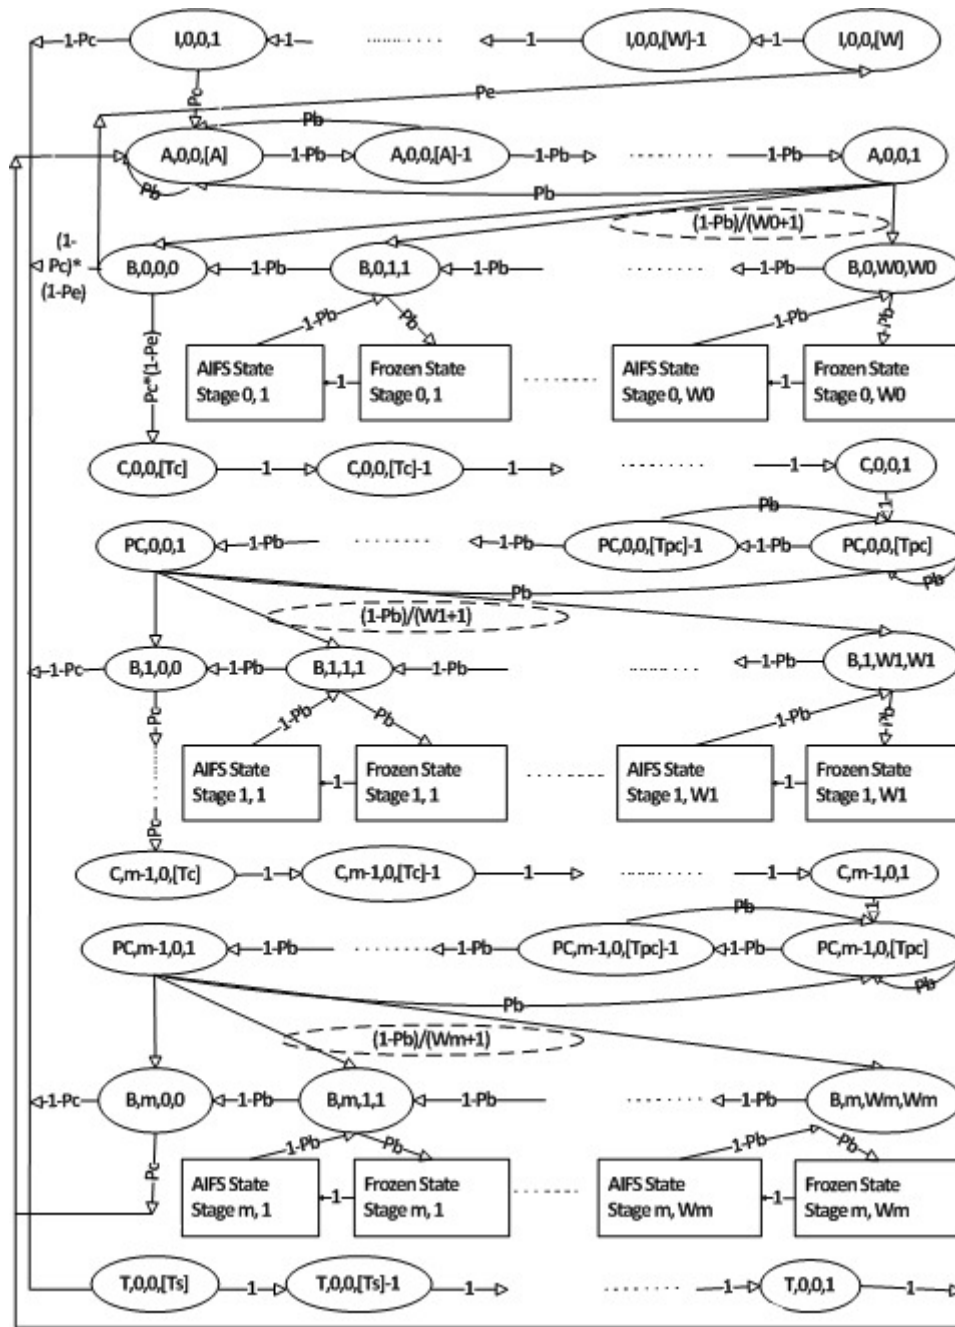 1-Pc I,0,0,1 1 I,0,0,[W]-1 1 I,0,0,[W]
1
Pc Pe
Pb
A,0,0,[A] 1-Pb A,0,0,[A]-1 1-Pb 1-Pb A,0,0,1
Pb Pb
(1-Pb)/(W0+1)
(1-
Pc)*
(1-Pe)
B,0,0,0 1-Pb B,0,1,1 1-Pb 1-Pb B,0,W0,W0
1-Pb Pb 1-Pb Pb
Pc*(1-Pe)
AIFS State 1 Frozen State AIFS State 1 Frozen State
Stage 0, 1 Stage 0, 1 Stage 0, W0 Stage 0, W0
C,0,0,[Tc] 1 C,0,0,[Tc]-1 1 1 C,0,0,1
Pb 1
PC,0,0,1 1-Pb 1-Pb PC,0,0,[Tpc]-1 1-Pb PC,0,0,[Tpc]
Pb Pb
(1-Pb)/(W1+1)
1-Pc B,1,0,0 1-Pb B,1,1,1 1-Pb 1-Pb B,1,W1,W1
Pc 1-Pb Pb 1-Pb Pb
AIFS State 1 Frozen State AIFS State 1 Frozen State
Stage 1, 1 Stage 1, 1 Stage 1, W1 Stage 1, W1
Pc
C,m-1,0,[Tc] 1 C,m-1,0,[Tc]-1 1 1 C,m-1,0,1
Pb 1
PC,m-1,0,1 1-Pb 1-Pb PC,m-1,0,[Tpc]-1 1-Pb PC,m-1,0,[Tpc]
Pb Pb
(1-Pb)/(Wm+1)
1-Pc B,m,0,0 1-Pb B,m,1,1 1-Pb 1-Pb B,m,Wm,Wm
Pc 1-Pb Pb 1-Pb Pb
AIFS State 1 Frozen State AIFS State 1 Frozen State
Stage m, 1 Stage m, 1 Stage m, Wm Stage m, Wm
T,0,0,[Ts] 1 T,0,0,[Ts]-1 1 1 T,0,0,1 1